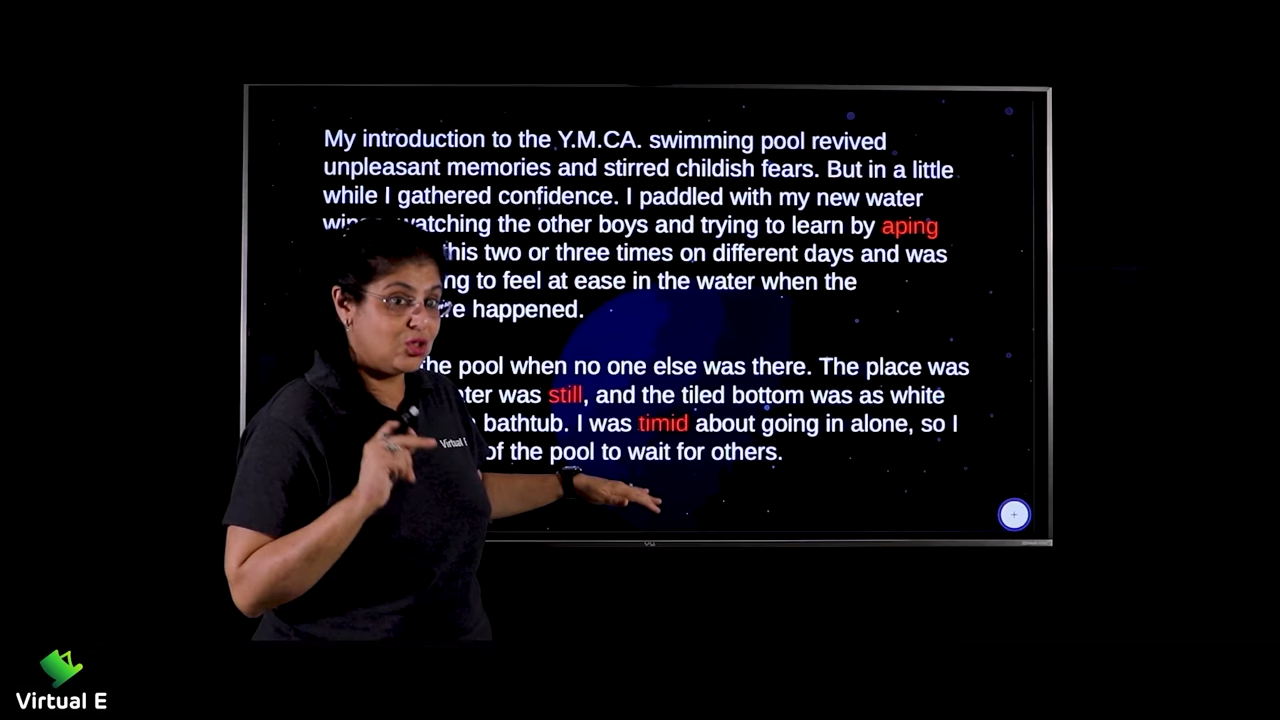 My introduction to the Y.M.CA. swimming pool revived
unpleasant memories and stirred childish fears. But in a little
while I gathered confidence. I paddled with my new water
watching the other boys and trying to learn by aping
this two or three times on different days and was
to feel at ease in the water when the
happened.
the pool when no one else was there. The place was
was still, and the tiled bottom was as white
bathtub. I was timid about going in alone, so I
of the pool to wait for others.
Virtual E
Virtual E